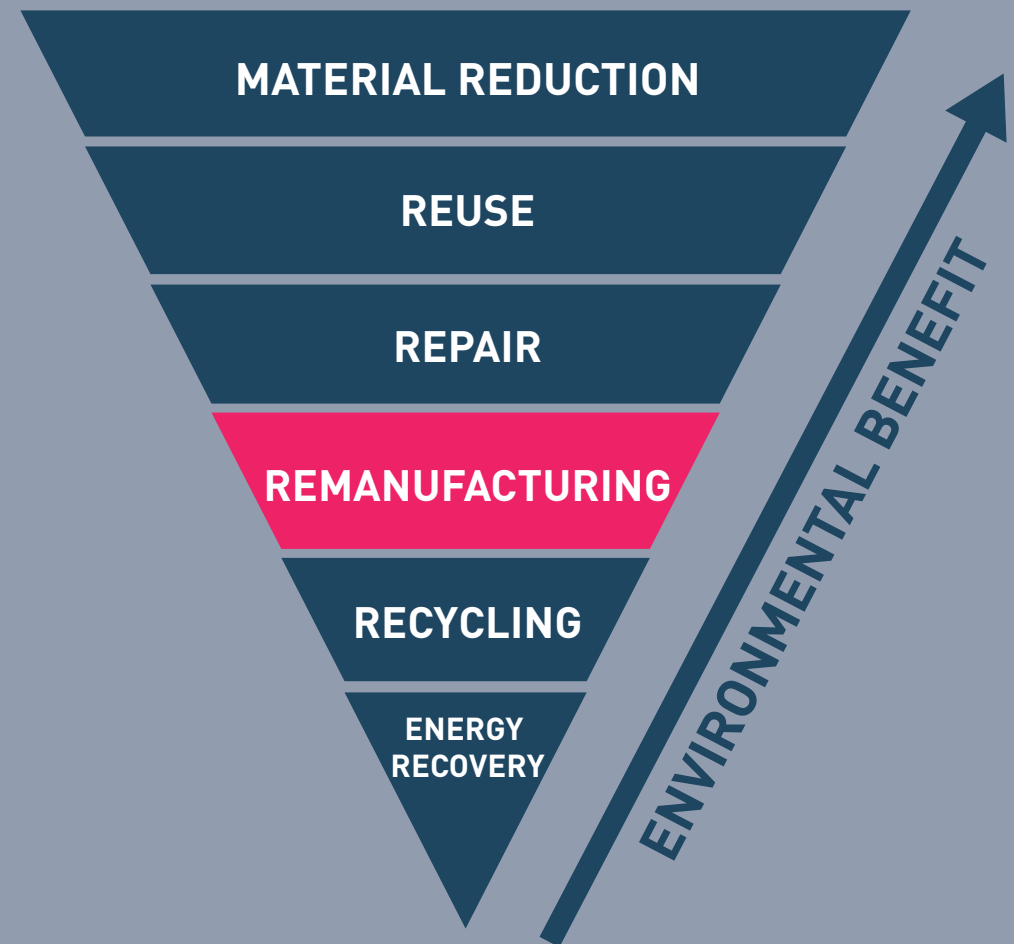 MATERIAL REDUCTION
REUSE
REPAIR
REMANUFACTURING
RECYCLING
ENERGY
RECOVERY
ENVIRONMENTAL BENEFIT